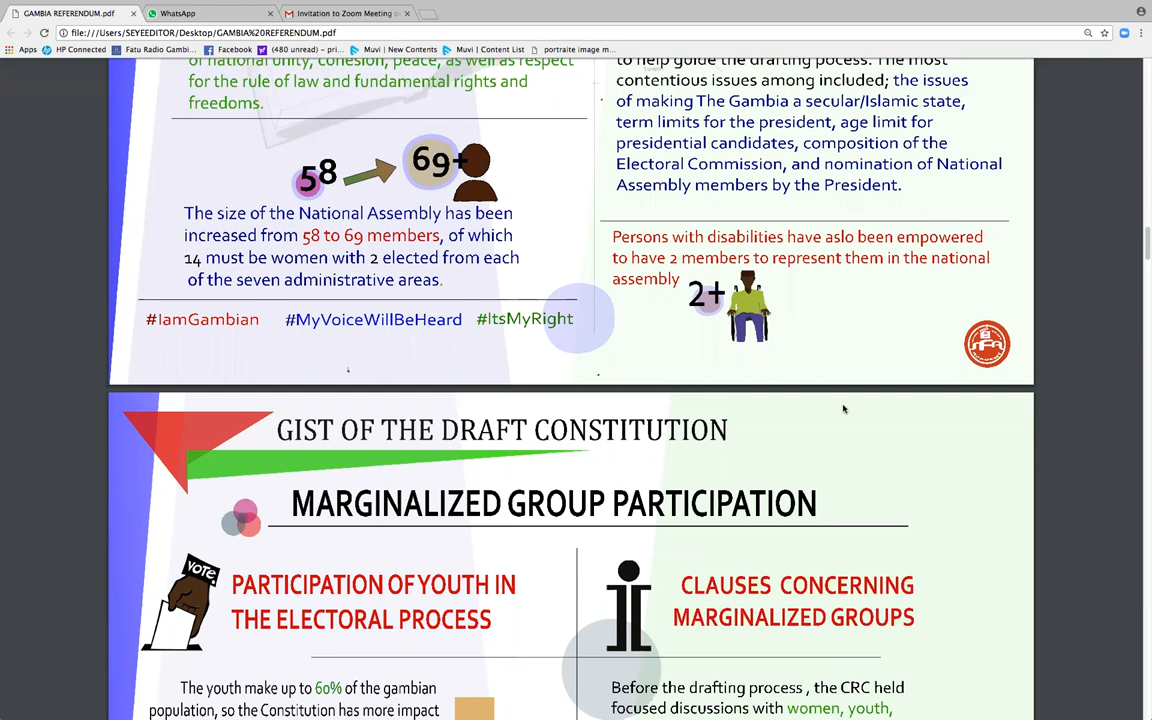 GAMBIA REFERENDUM.pdf
WhatsApp
Invitation to Zoom Meeting
file:///Users/SEYEEDITOR/Desktop/GAMBIA%20REFERENDUM.pdf
Apps
HP Connected
Fatu Radio Gambi...
Facebook
(480 unread) - pri...
Muvi | New Contents
Muvi | Content List
portraite image m...
of national unity, cohesion, peace, as well as respect
for the rule of law and fundamental rights and
freedoms.
58
69+
The size of the National Assembly has been
increased from 58 to 69 members, of which
14 must be women with 2 elected from each
of the seven administrative areas.
#IamGambian #MyVoiceWillBeHeard #ItsMyRight
to help guide the drafting pocess. The most
contentious issues among included; the issues
of making The Gambia a secular/Islamic state,
term limits for the president, age limit for
presidential candidates, composition of the
Electoral Commission, and nomination of National
Assembly members by the President.
Persons with disabilities have aslo been empowered
to have 2 members to represent them in the national
assembly
2+
GIST OF THE DRAFT CONSTITUTION
MARGINALIZED GROUP PARTICIPATION
VOTE
PARTICIPATION OF YOUTH IN
THE ELECTORAL PROCESS
The youth make up to 60% of the gambian
population, so the Constitution has more impact
CLAUSES CONCERNING
MARGINALIZED GROUPS
Before the drafting process , the CRC held
focused discussions with women, youth,